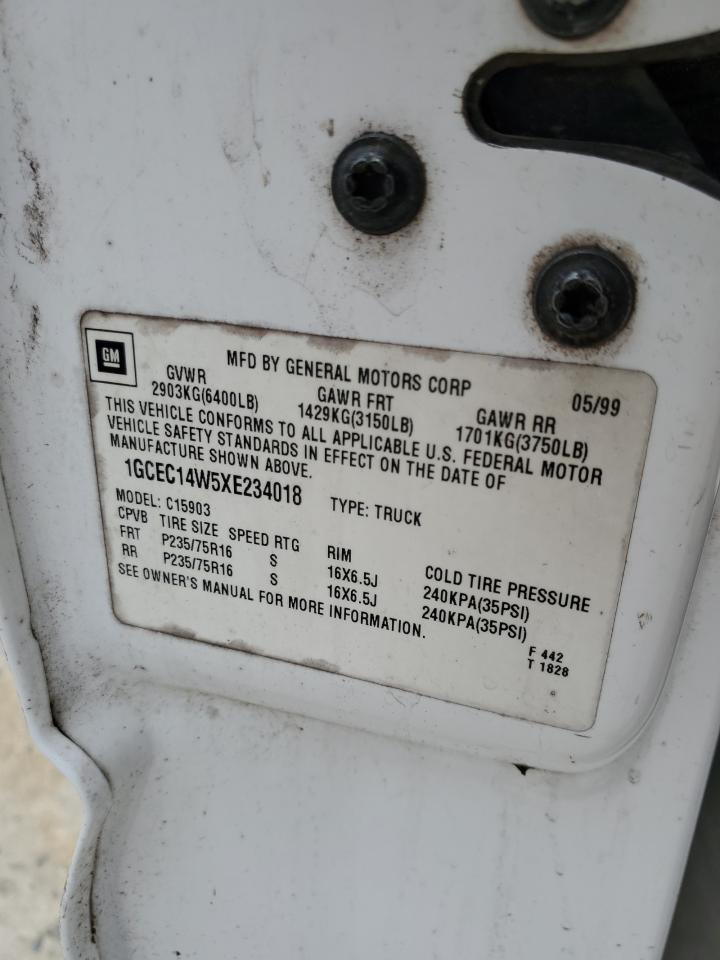 GM
MFD BY GENERAL MOTORS CORP 05/99
GVWR GAWR FRT GAWR RR
2903KG(6400LB) 1429KG(3150LB) 1701KG(3750LB)
THIS VEHICLE CONFORMS TO ALL APPLICABLE U.S. FEDERAL MOTOR
VEHICLE SAFETY STANDARDS IN EFFECT ON THE DATE OF
MANUFACTURE SHOWN ABOVE.
1GCEC14W5XE234018 TYPE: TRUCK
MODEL: C15903
CPVB TIRE SIZE SPEED RTG RIM COLD TIRE PRESSURE
FRT P235/75R16 S 16X6.5J 240KPA(35PSI)
RR P235/75R16 S 16X6.5J 240KPA(35PSI)
SEE OWNER'S MANUAL FOR MORE INFORMATION.
F 442
T 1828